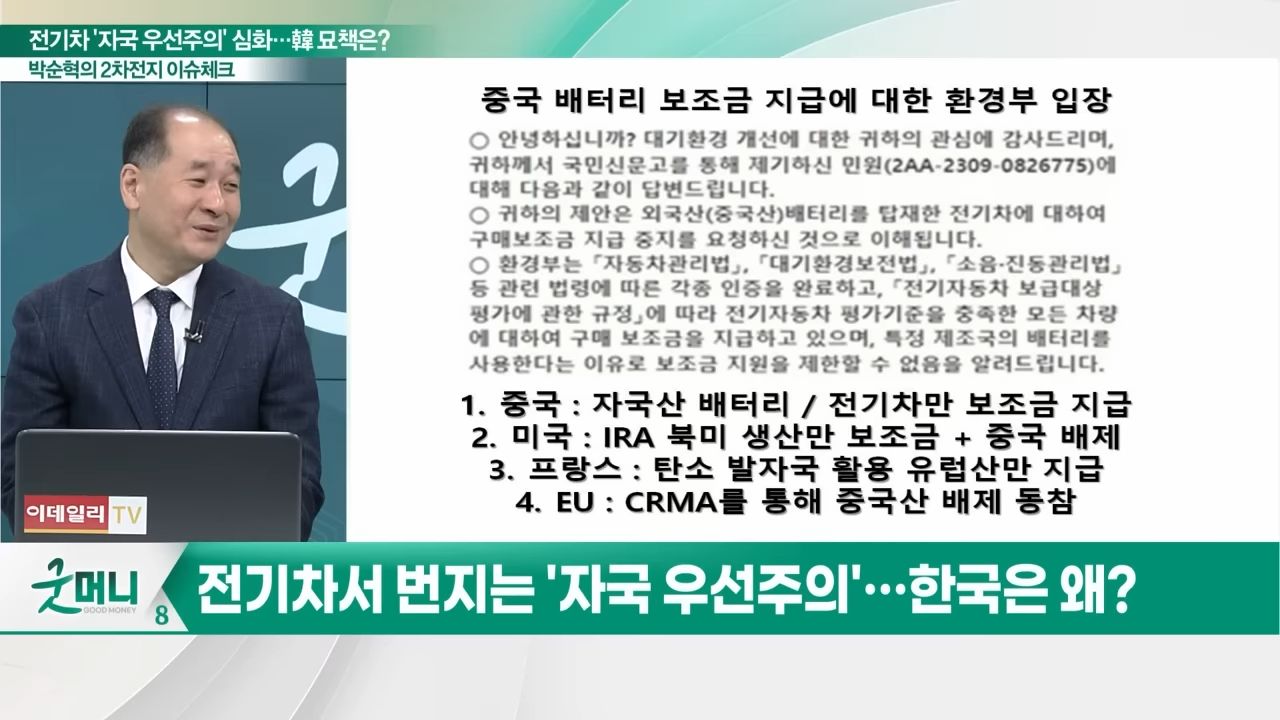 전기차 '자국 우선주의' 심화…韓 묘책은?
박순혁의 2차전지 이슈체크
중국 배터리 보조금 지급에 대한 환경부 입장
○ 안녕하십니까? 대기환경 개선에 대한 귀하의 관심에 감사드리며,
귀하께서 국민신문고를 통해 제기하신 민원(2AA-2309-0826775)에
대해 다음과 같이 답변드립니다.
○ 귀하의 제안은 외국산(중국산)배터리를 탑재한 전기차에 대하여
구매보조금 지급 중지를 요청하신 것으로 이해됩니다.
○ 환경부는 「자동차관리법」, 「대기환경보전법」, 「소음·진동관리법」
등 관련 법령에 따른 각종 인증을 완료하고, 「전기자동차 보급대상
평가에 관한 규정」에 따라 전기자동차 평가기준을 충족한 모든 차량
에 대하여 구매 보조금을 지급하고 있으며, 특정 제조국의 배터리를
사용한다는 이유로 보조금 지원을 제한할 수 없음을 알려드립니다.
1. 중국 : 자국산 배터리 / 전기차만 보조금 지급
2. 미국 : IRA 북미 생산만 보조금 + 중국 배제
3. 프랑스 : 탄소 발자국 활용 유럽산만 지급
4. EU : CRMA를 통해 중국산 배제 동참
굿
이데일리 TV
굿머니
GOOD MONEY
8
전기차서 번지는 '자국 우선주의'…한국은 왜?